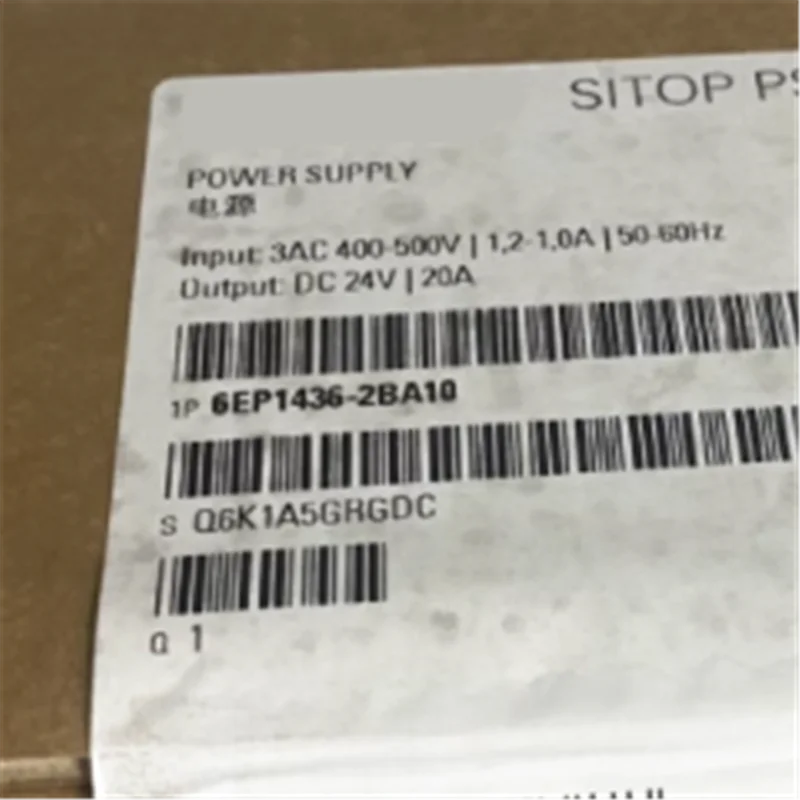 SITOP PS
POWER SUPPLY
电源
Input: 3AC 400-500V | 1,2-1,0A | 50-60Hz
Output: DC 24V | 20A
1P 6EP1436-2BA10
S Q6K1A5GRGDC
Q 1